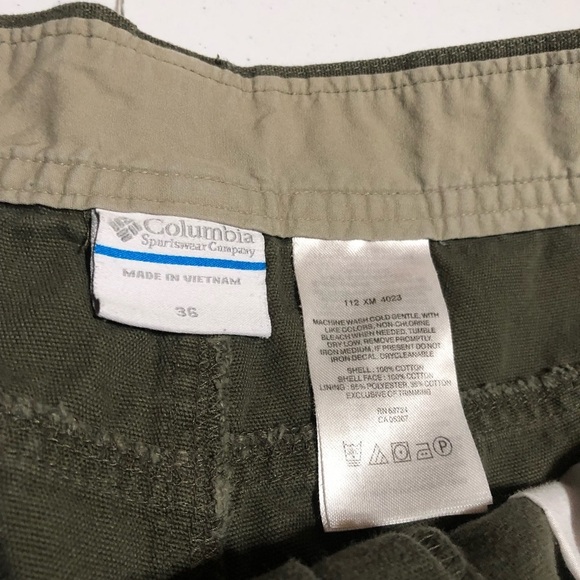 Columbia
Sportswear Company
MADE IN VIETNAM
36
112 XM 4023
MACHINE WASH COLD GENTLE, WITH
LIKE COLORS, NON-CHLORINE
BLEACH WHEN NEEDED, TUMBLE
DRY LOW, REMOVE PROMPTLY,
IRON MEDIUM, IF PRESENT DO NOT
IRON DECAL, DRYCLEANABLE
SHELL : 100% COTTON
SHELL FACE : 100% COTTON
LINING : 65% POLYESTER, 35% COTTON
EXCLUSIVE OF TRIMMING
RN 69724
CA 05367
P